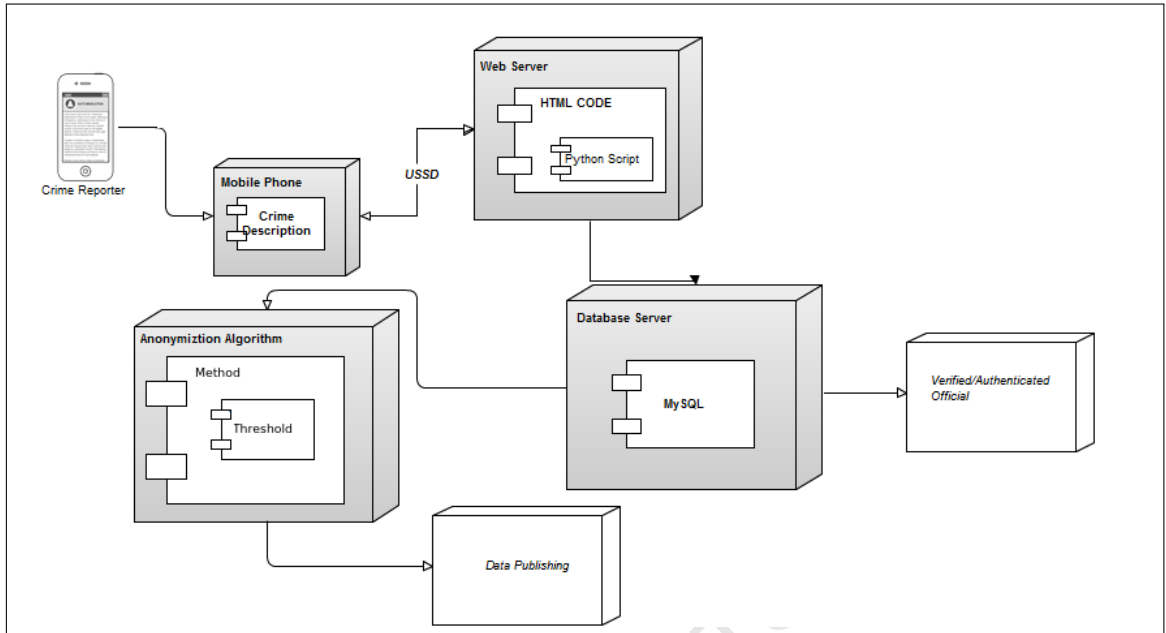 Web Server
HTML CODE
Python Script
Crime Reporter
USSD
Mobile Phone
Crime
Description
Anonymiztion Algorithm
Method
Threshold
Database Server
MySQL
Verified/Authenticated
Official
Data Publishing